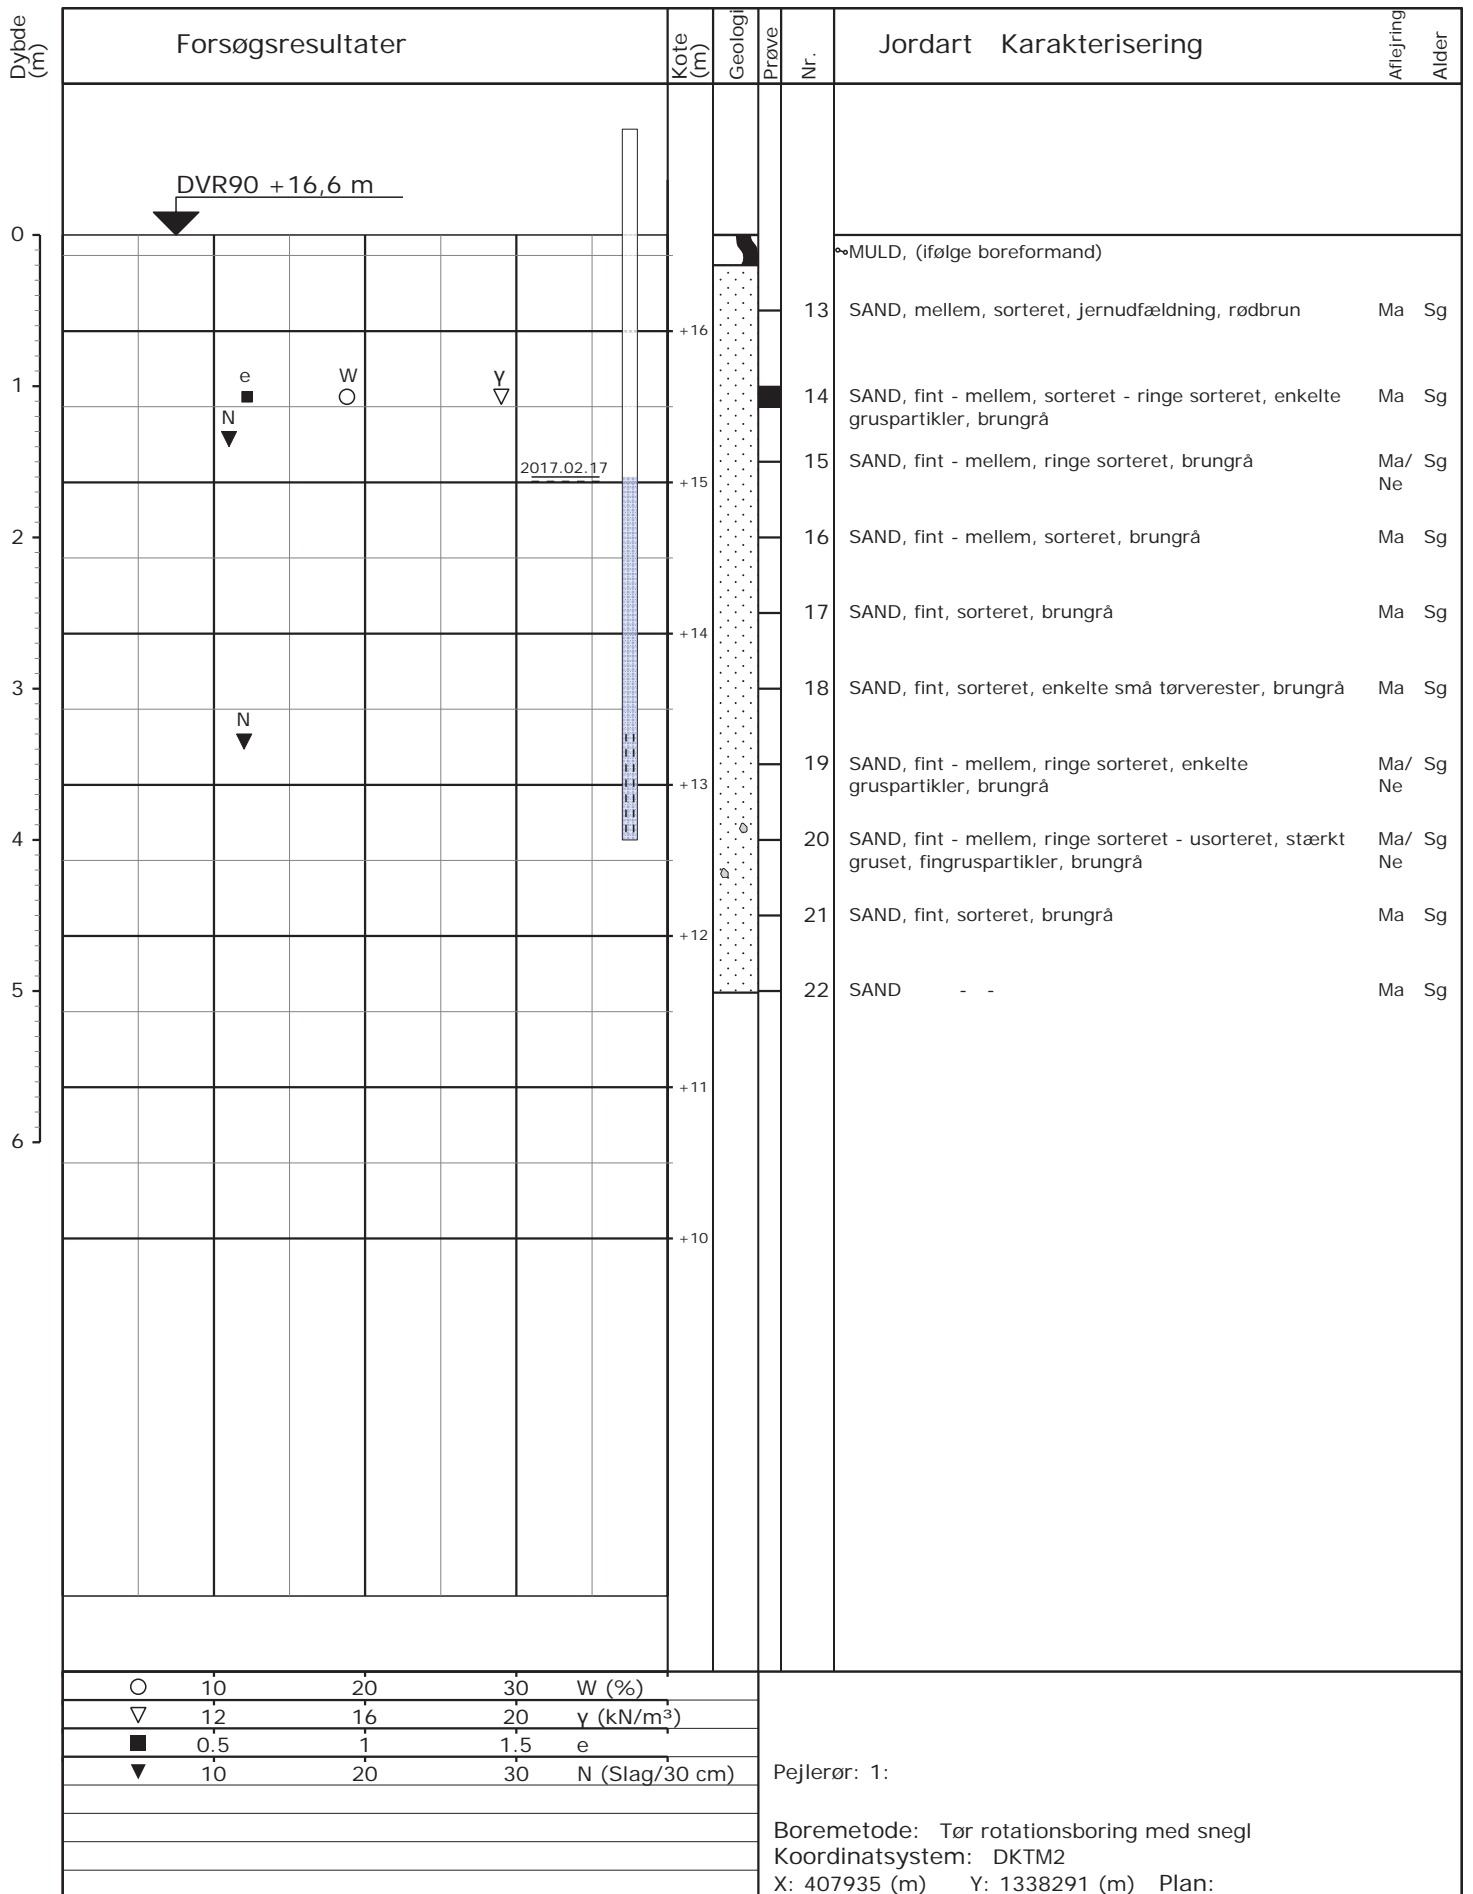 Dybde (m)
Forsøgsresultater
Kote (m)
Geologi
Prøve
Nr.
Jordart Karakterisering
Aflejring
Alder
DVR90 +16,6 m
0
MULD, (ifølge boreformand)
13 SAND, mellem, sorteret, jernudfældning, rødbrun Ma Sg
+16
e W γ
1
14 SAND, fint - mellem, sorteret - ringe sorteret, enkelte Ma Sg
gruspartikler, brungrå
N
15 SAND, fint - mellem, ringe sorteret, brungrå Ma/ Sg
Ne
2017.02.17
+15
2
16 SAND, fint - mellem, sorteret, brungrå Ma Sg
17 SAND, fint, sorteret, brungrå Ma Sg
+14
3
18 SAND, fint, sorteret, enkelte små tørverester, brungrå Ma Sg
N
19 SAND, fint - mellem, ringe sorteret, enkelte Ma/ Sg
gruspartikler, brungrå Ne
+13
4
20 SAND, fint - mellem, ringe sorteret - usorteret, stærkt Ma/ Sg
gruset, fingruspartikler, brungrå Ne
21 SAND, fint, sorteret, brungrå Ma Sg
+12
5
22 SAND - - Ma Sg
+11
6
+10
10 20 30 W (%)
12 16 20 γ (kN/m³)
0.5 1 1.5 e
10 20 30 N (Slag/30 cm)
Pejlerør: 1:
Boremetode: Tør rotationsboring med snegl
Koordinatsystem: DKTM2
X: 407935 (m) Y: 1338291 (m) Plan: